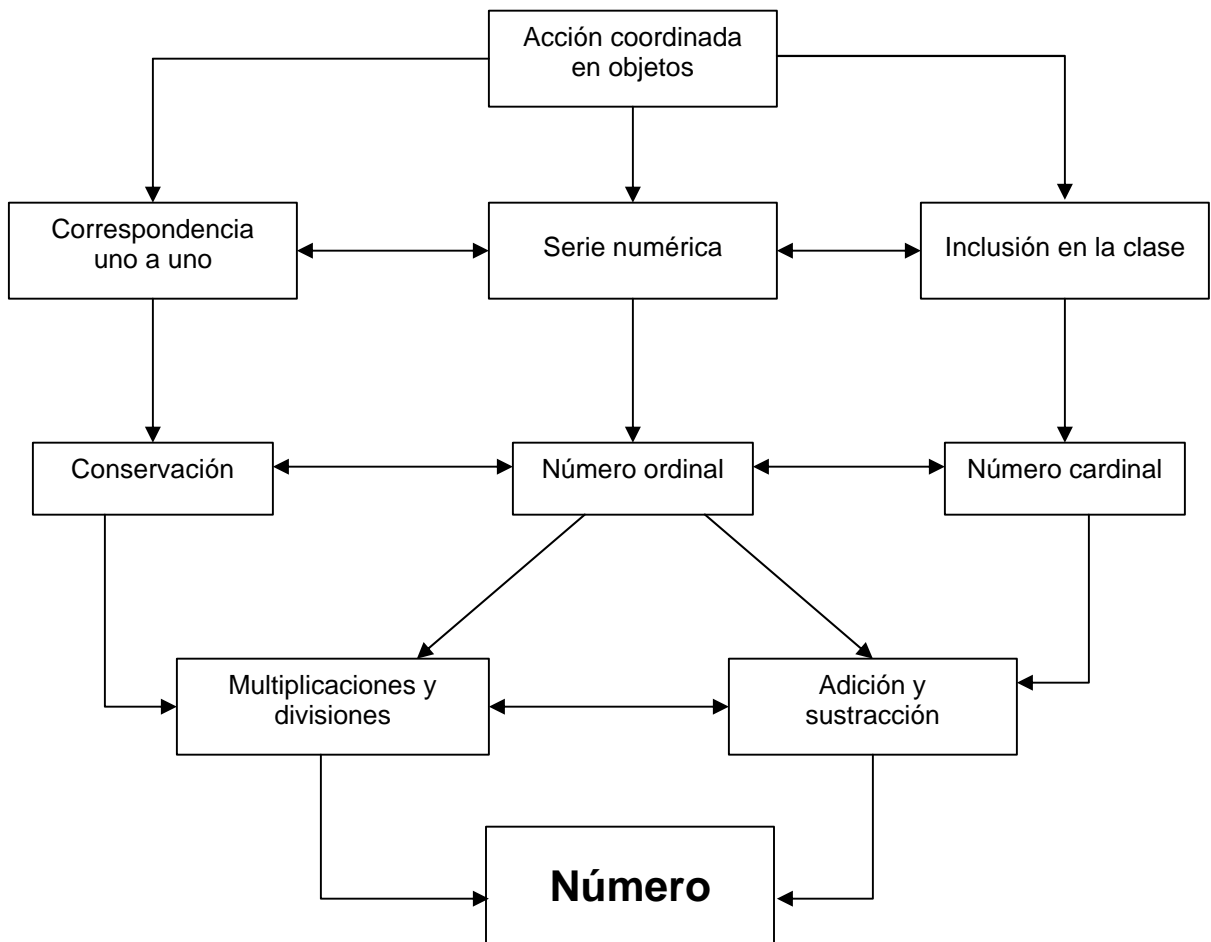 Acción coordinada
en objetos
Correspondencia
uno a uno
Serie numérica
Inclusión en la clase
Conservación
Número ordinal
Número cardinal
Multiplicaciones y
divisiones
Adición y
sustracción
Número